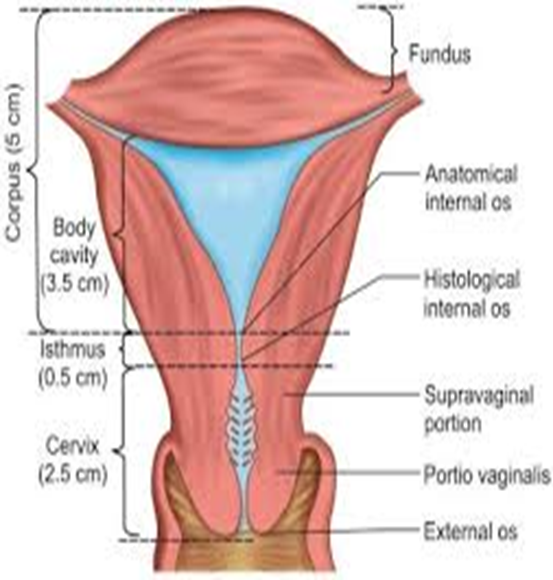 Fundus
Corpus (5 cm)
Anatomical
internal os
Body
cavity
(3.5 cm)
Histological
internal os
Isthmus
(0.5 cm)
Supravaginal
portion
Cervix
(2.5 cm)
Portio vaginalis
External os